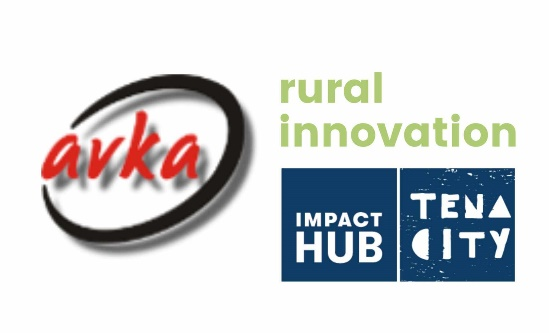 avka
rural
innovation
IMPACT
HUB
TENA
CITY